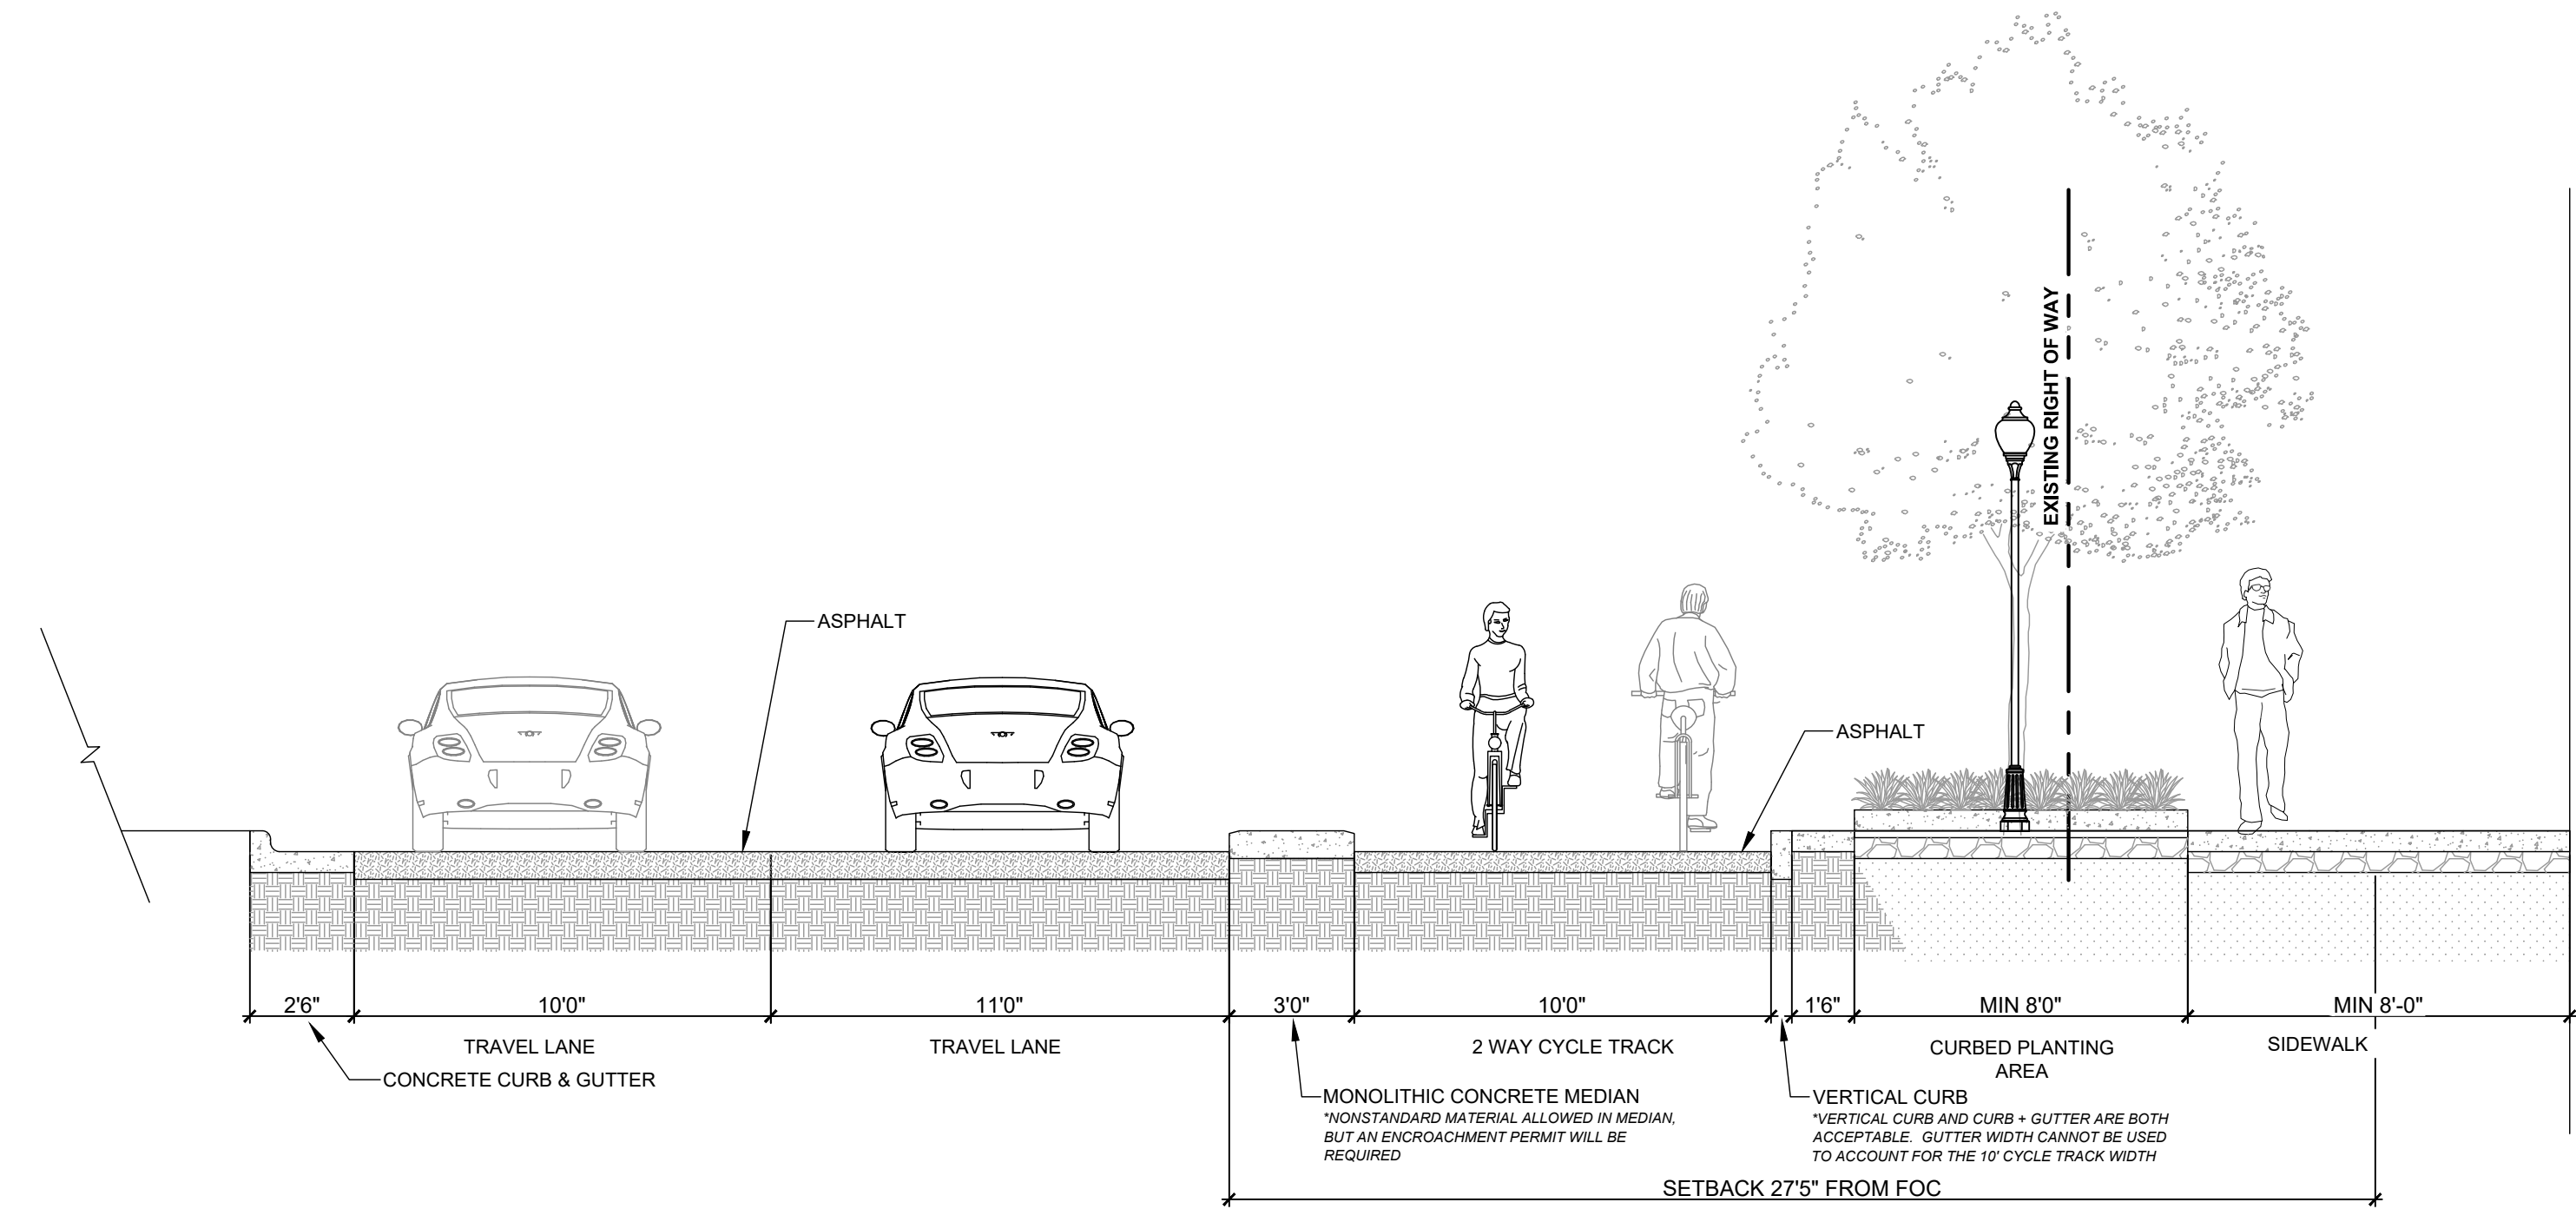 EXISTING RIGHT OF WAY
ASPHALT
ASPHALT
2'6"
10'0"
11'0"
3'0"
10'0"
1'6"
MIN 8'0"
MIN 8'-0"
TRAVEL LANE
TRAVEL LANE
2 WAY CYCLE TRACK
CURBED PLANTING
AREA
SIDEWALK
CONCRETE CURB & GUTTER
MONOLITHIC CONCRETE MEDIAN
*NONSTANDARD MATERIAL ALLOWED IN MEDIAN,
BUT AN ENCROACHMENT PERMIT WILL BE
REQUIRED
VERTICAL CURB
*VERTICAL CURB AND CURB + GUTTER ARE BOTH
ACCEPTABLE. GUTTER WIDTH CANNOT BE USED
TO ACCOUNT FOR THE 10' CYCLE TRACK WIDTH
SETBACK 27'5" FROM FOC